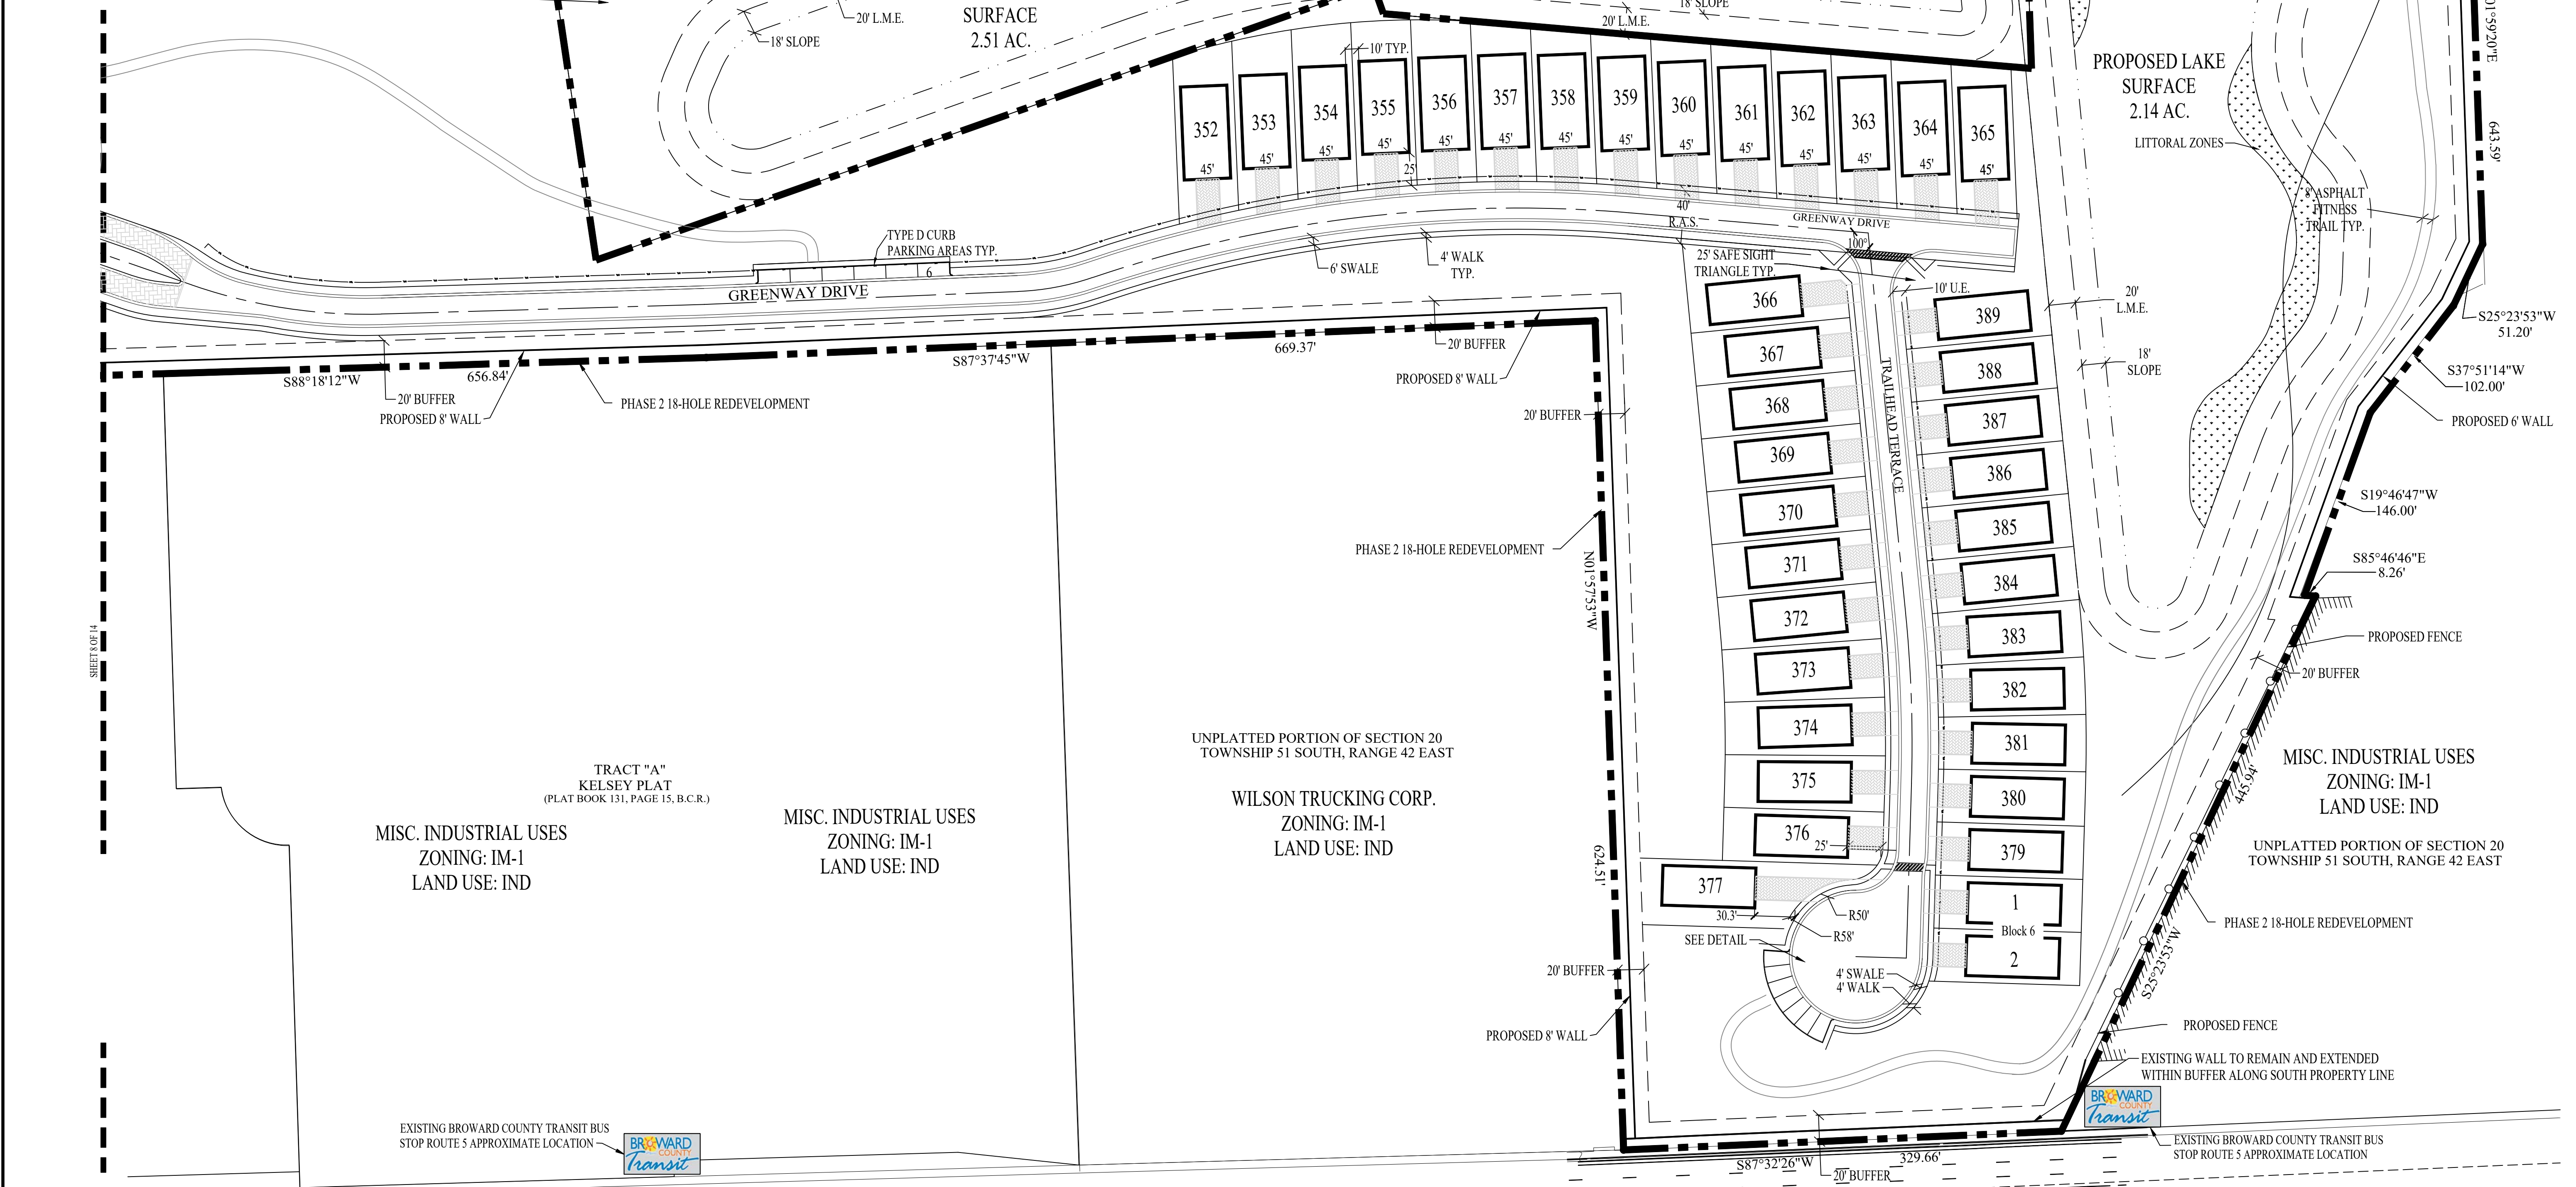 SURFACE
2.51 AC.
20' L.M.E.
18' SLOPE
20' L.M.E.
18' SLOPE
10' TYP.
352
353
354
355
356
357
358
359
360
361
362
363
364
365
45'
45'
45'
45'
45'
45'
45'
45'
45'
45'
45'
45'
45'
45'
25'
40'
R.A.S.
GREENWAY DRIVE
100'
PROPOSED LAKE
SURFACE
2.14 AC.
LITTORAL ZONES
8' ASPHALT
FITNESS
TRAIL TYP.
01°59'20"E
643.59'
TYPE D CURB
PARKING AREAS TYP.
6
GREENWAY DRIVE
6' SWALE
4' WALK
TYP.
25' SAFE SIGHT
TRIANGLE TYP.
10' U.E.
20'
L.M.E.
18'
SLOPE
S25°23'53"W
51.20'
S37°51'14"W
102.00'
PROPOSED 6' WALL
S19°46'47"W
146.00'
S85°46'46"E
8.26'
PROPOSED FENCE
20' BUFFER
S88°18'12"W
656.84'
20' BUFFER
PROPOSED 8' WALL
PHASE 2 18-HOLE REDEVELOPMENT
S87°37'45"W
669.37'
20' BUFFER
PROPOSED 8' WALL
20' BUFFER
PHASE 2 18-HOLE REDEVELOPMENT
N01°57'53"W
624.51'
366
367
368
369
370
371
372
373
374
375
376
377
TRAILHEAD TERRACE
389
388
387
386
385
384
383
382
381
380
379
1
Block 6
2
25'
30.3'
R50'
R58'
SEE DETAIL
4' SWALE
4' WALK
SHEET 8 OF 14
TRACT "A"
KELSEY PLAT
(PLAT BOOK 131, PAGE 15, B.C.R.)
MISC. INDUSTRIAL USES
ZONING: IM-1
LAND USE: IND
MISC. INDUSTRIAL USES
ZONING: IM-1
LAND USE: IND
UNPLATTED PORTION OF SECTION 20
TOWNSHIP 51 SOUTH, RANGE 42 EAST
WILSON TRUCKING CORP.
ZONING: IM-1
LAND USE: IND
MISC. INDUSTRIAL USES
ZONING: IM-1
LAND USE: IND
UNPLATTED PORTION OF SECTION 20
TOWNSHIP 51 SOUTH, RANGE 42 EAST
445.94'
S25°23'53"W
PHASE 2 18-HOLE REDEVELOPMENT
20' BUFFER
PROPOSED 8' WALL
PROPOSED FENCE
EXISTING WALL TO REMAIN AND EXTENDED
WITHIN BUFFER ALONG SOUTH PROPERTY LINE
BROWARD
COUNTY
Transit
EXISTING BROWARD COUNTY TRANSIT BUS
STOP ROUTE 5 APPROXIMATE LOCATION
S87°32'26"W
329.66'
20' BUFFER
EXISTING BROWARD COUNTY TRANSIT BUS
STOP ROUTE 5 APPROXIMATE LOCATION
BROWARD
COUNTY
Transit